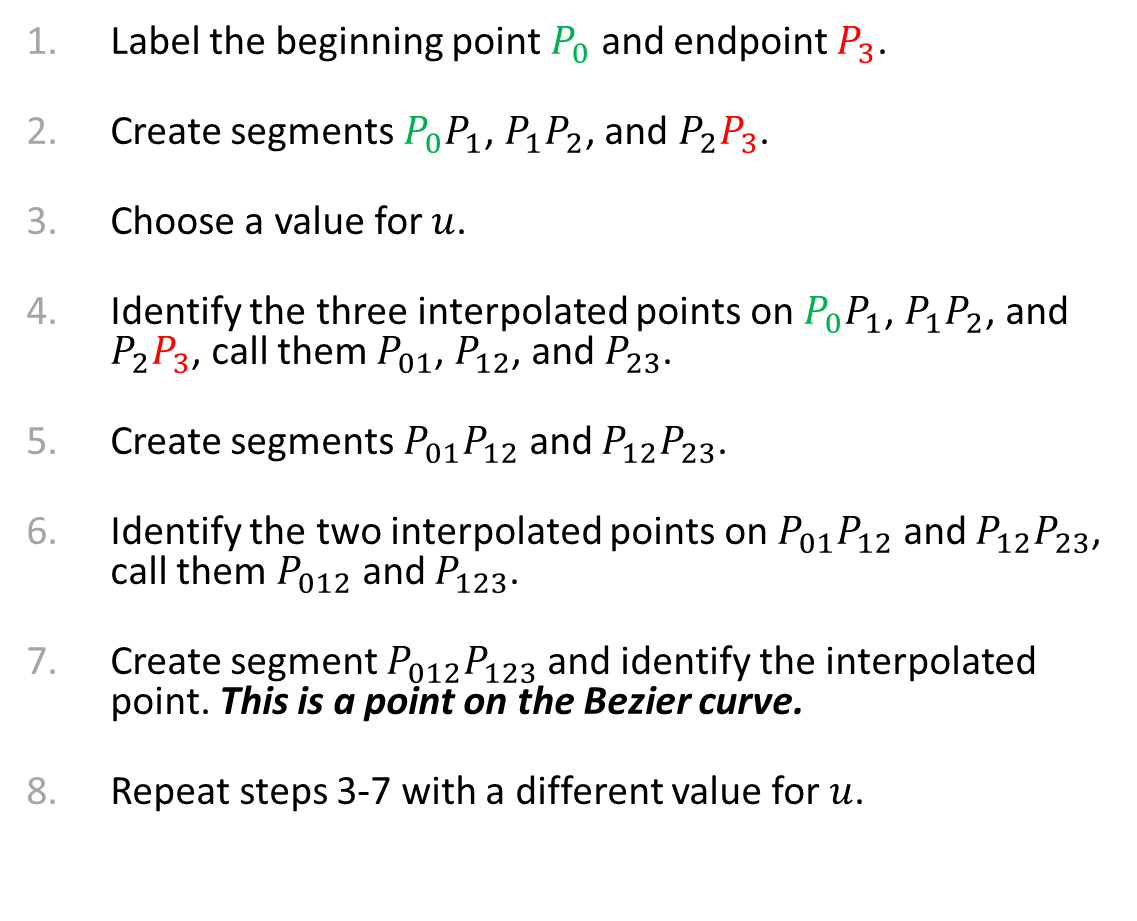 1. Label the beginning point P₀ and endpoint P₃.
2. Create segments P₀P₁, P₁P₂, and P₂P₃.
3. Choose a value for u.
4. Identify the three interpolated points on P₀P₁, P₁P₂, and
P₂P₃, call them P₀₁, P₁₂, and P₂₃.
5. Create segments P₀₁P₁₂ and P₁₂P₂₃.
6. Identify the two interpolated points on P₀₁P₁₂ and P₁₂P₂₃,
call them P₀₁₂ and P₁₂₃.
7. Create segment P₀₁₂P₁₂₃ and identify the interpolated
point. This is a point on the Bezier curve.
8. Repeat steps 3-7 with a different value for u.